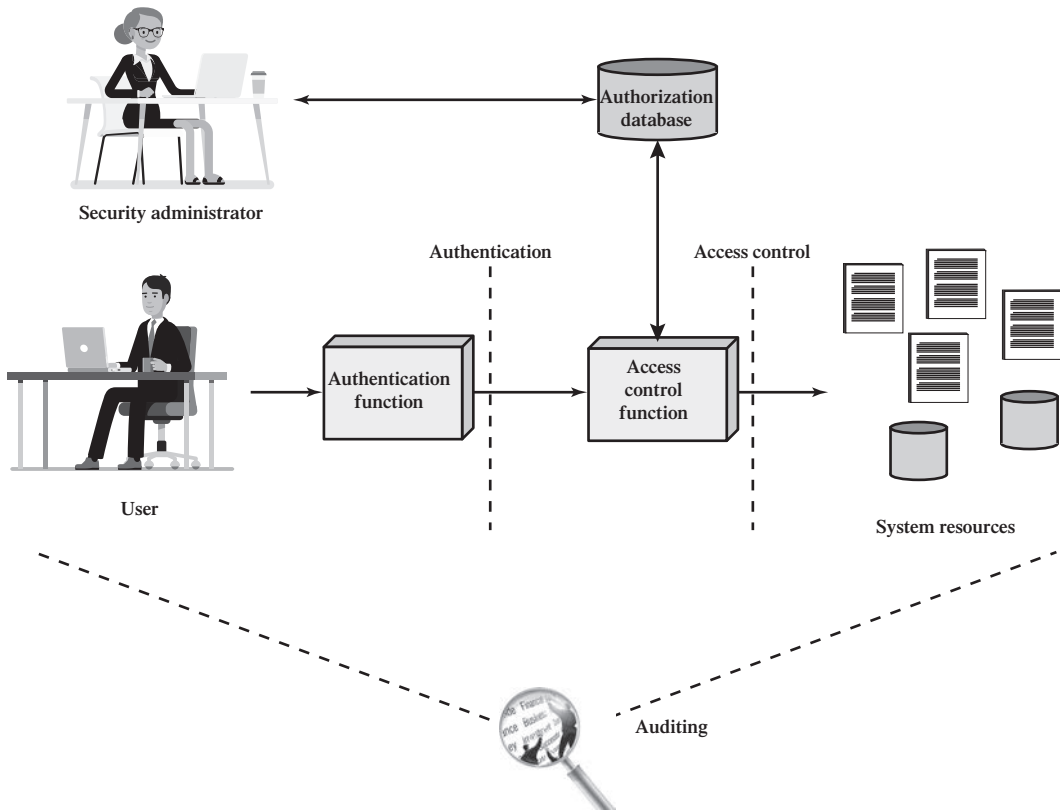 Authorization
database
Security administrator
Authentication
Access control
Authentication
function
Access
control
function
User
System resources
Auditing